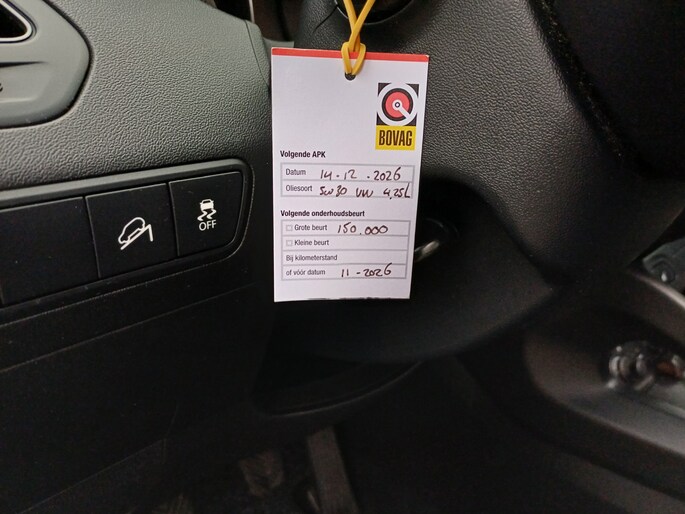 BOVAG
Volgende APK
Datum 14-12-2026
Oliesoort 5w30 VW 4,25L
Volgende onderhoudsbeurt
Grote beurt 150.000
Kleine beurt
Bij kilometerstand
of vóór datum 11-2026
OFF